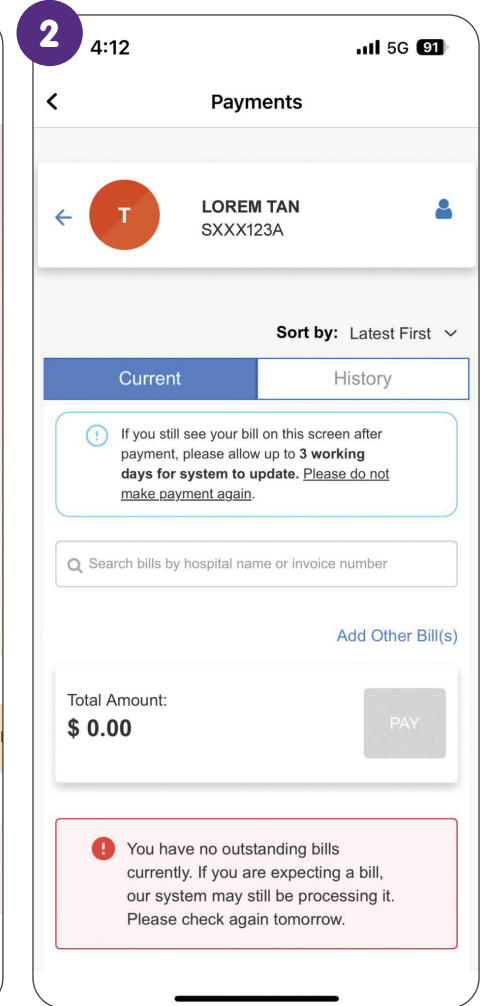 2
4:12
5G 91
Payments
T
LOREM TAN
SXXX123A
Sort by: Latest First
Current
History
If you still see your bill on this screen after
payment, please allow up to 3 working
days for system to update. Please do not
make payment again.
Search bills by hospital name or invoice number
Add Other Bill(s)
Total Amount:
$ 0.00
PAY
You have no outstanding bills
currently. If you are expecting a bill,
our system may still be processing it.
Please check again tomorrow.